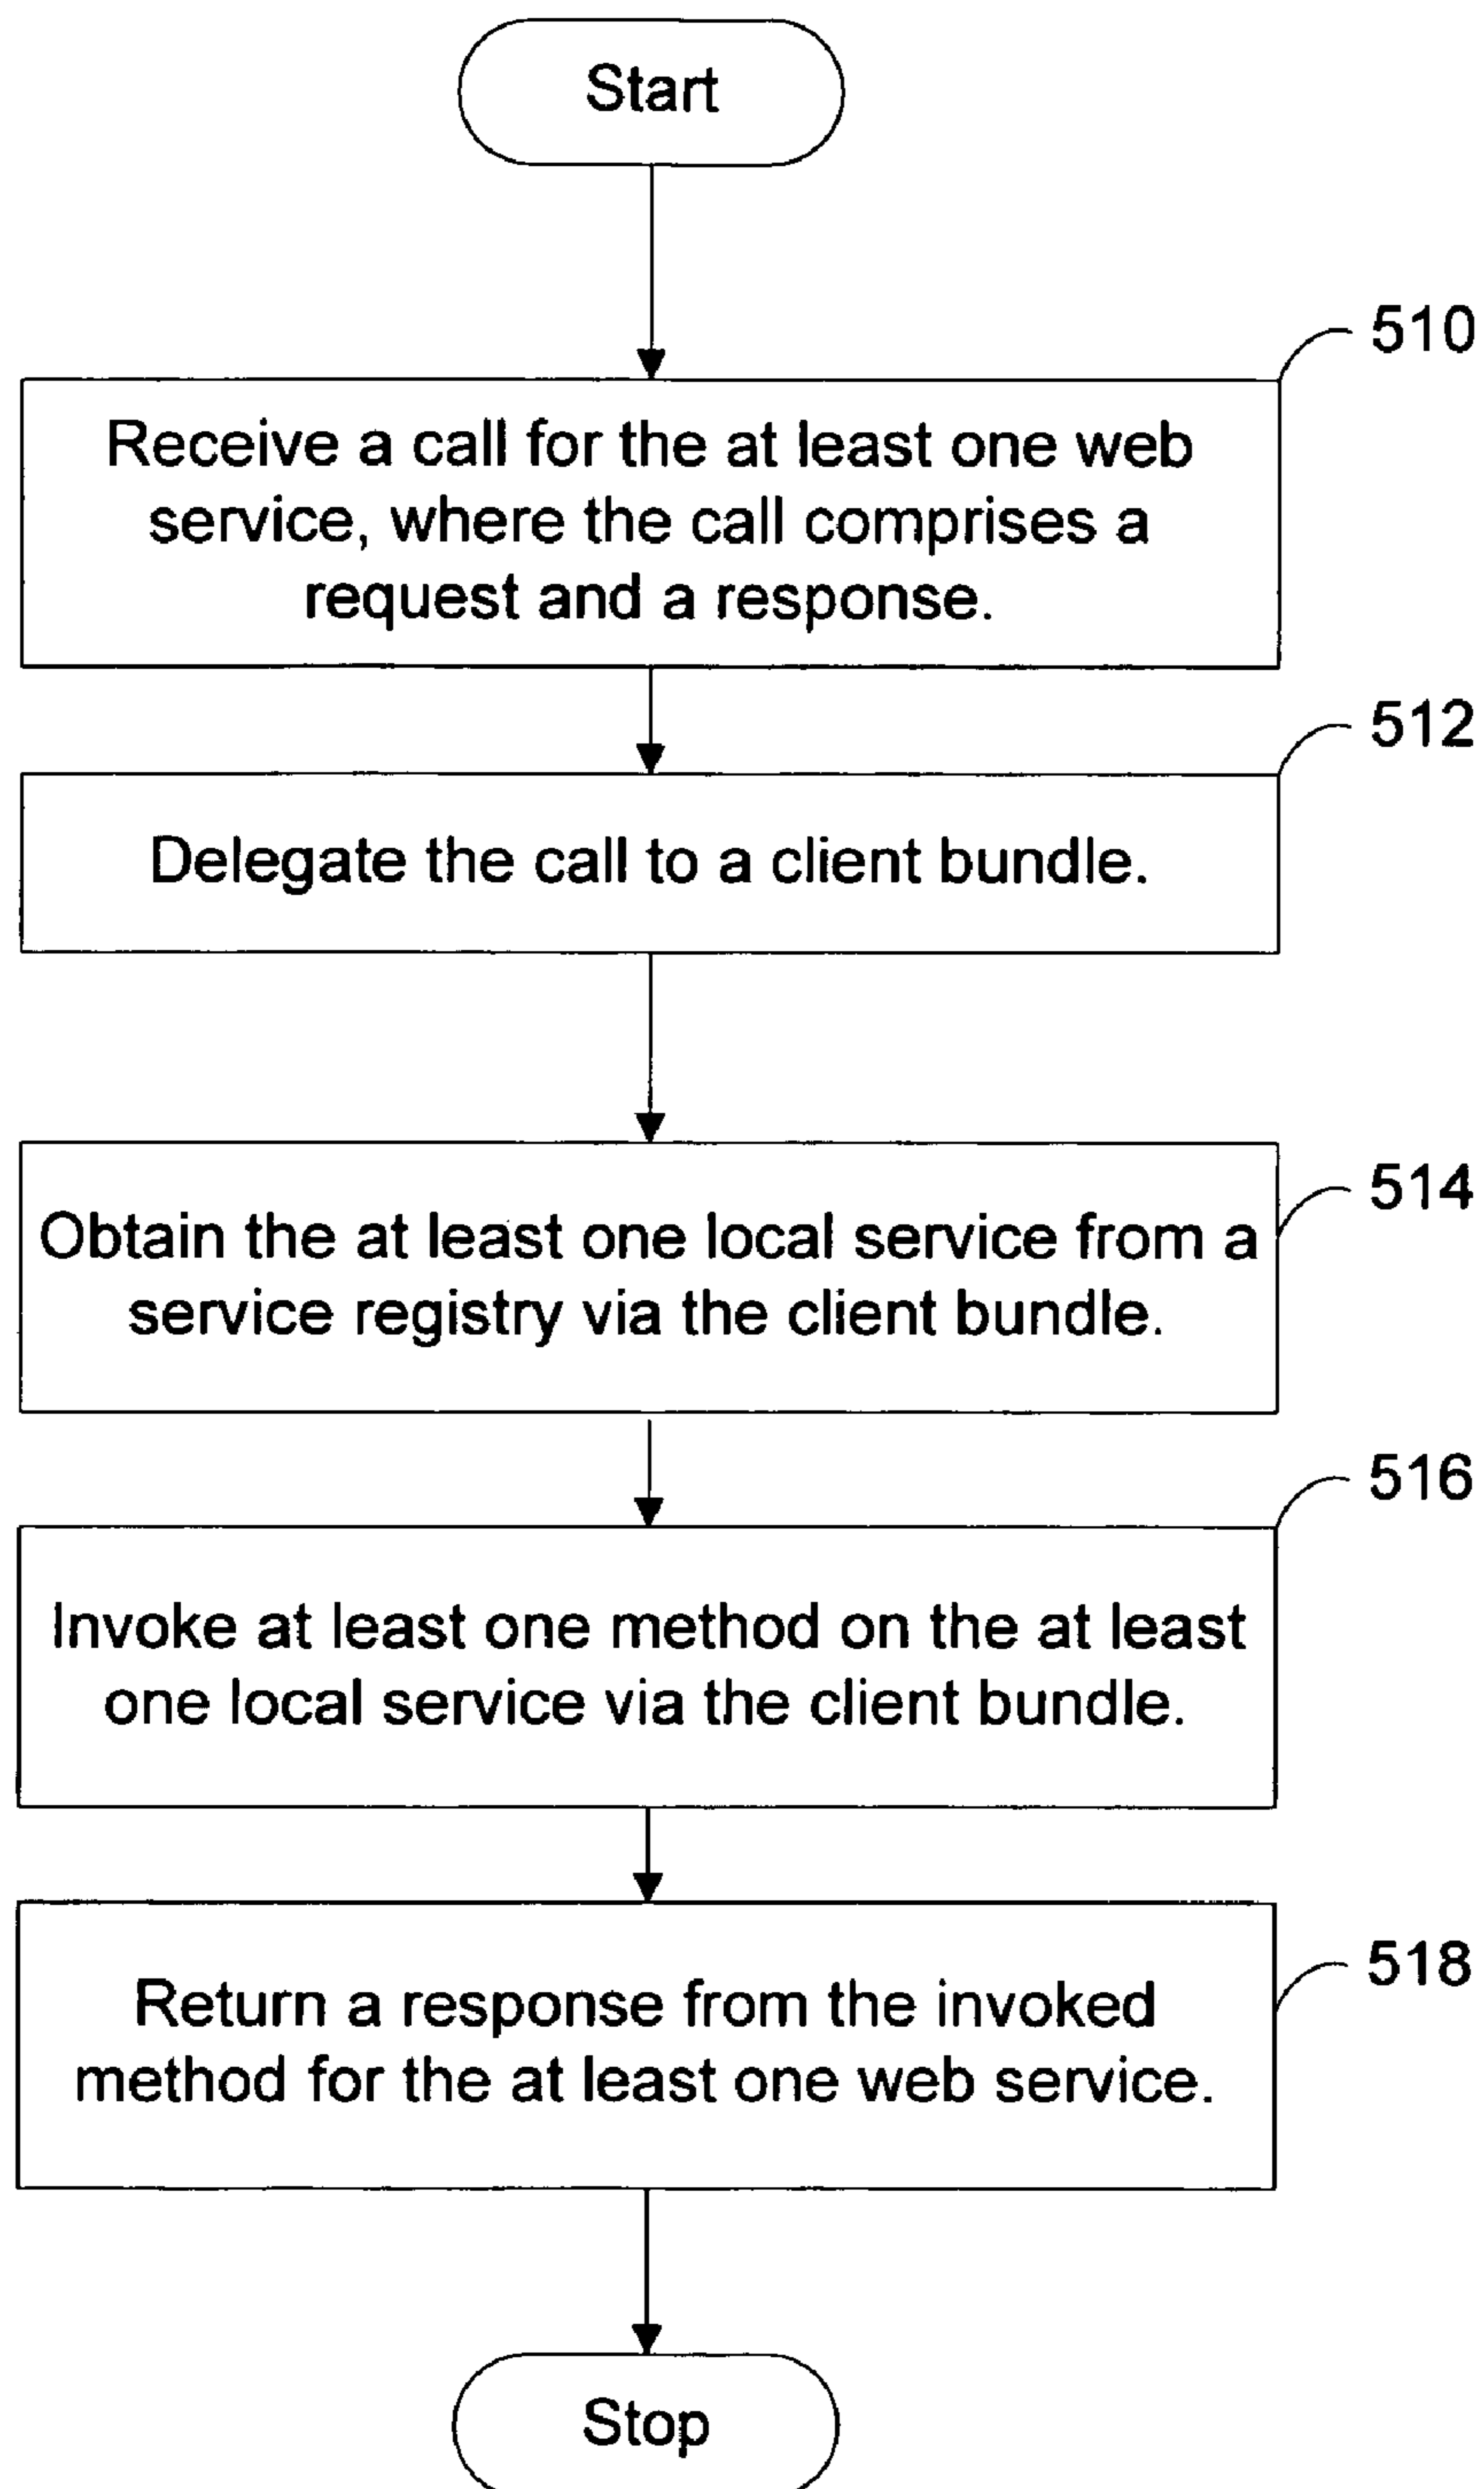 Start
510
Receive a call for the at least one web
service, where the call comprises a
request and a response.
512
Delegate the call to a client bundle.
514
Obtain the at least one local service from a
service registry via the client bundle.
516
Invoke at least one method on the at least
one local service via the client bundle.
518
Return a response from the invoked
method for the at least one web service.
Stop